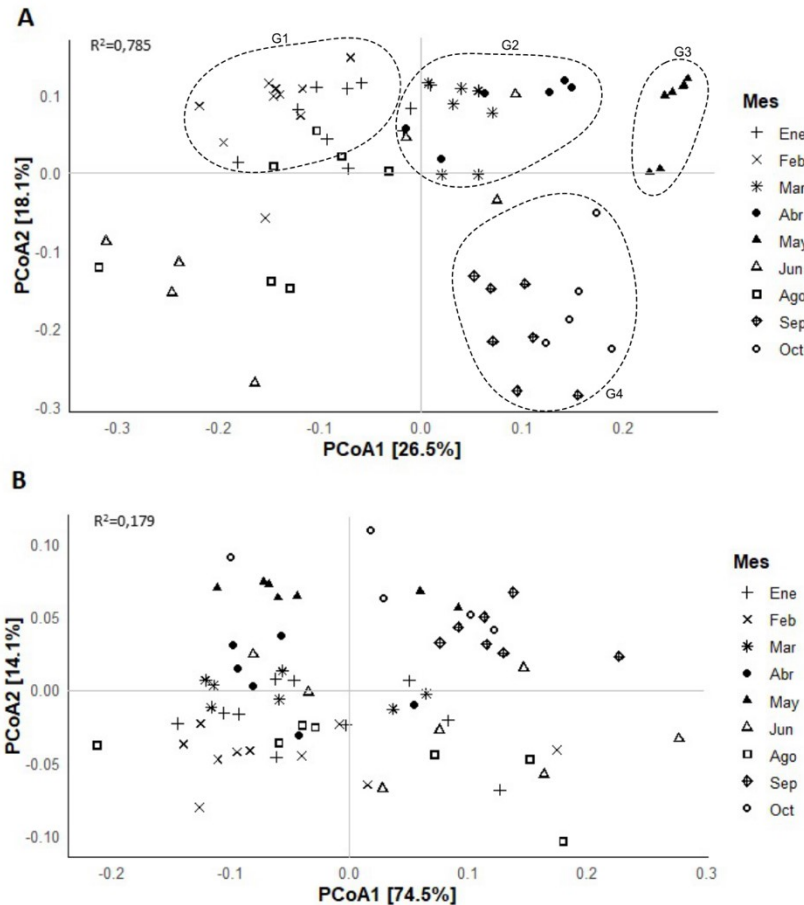 A
R²=0,785
G1
G2
G3
G4
0.1
0.0
-0.1
-0.2
-0.3
PCoA2 [18.1%]
-0.3
-0.2
-0.1
0.0
0.1
0.2
PCoA1 [26.5%]
Mes
Ene
Feb
Mar
Abr
May
Jun
Ago
Sep
Oct
B
R²=0,179
0.10
0.05
0.00
-0.05
-0.10
PCoA2 [14.1%]
-0.2
-0.1
0.0
0.1
0.2
0.3
PCoA1 [74.5%]
Mes
Ene
Feb
Mar
Abr
May
Jun
Ago
Sep
Oct